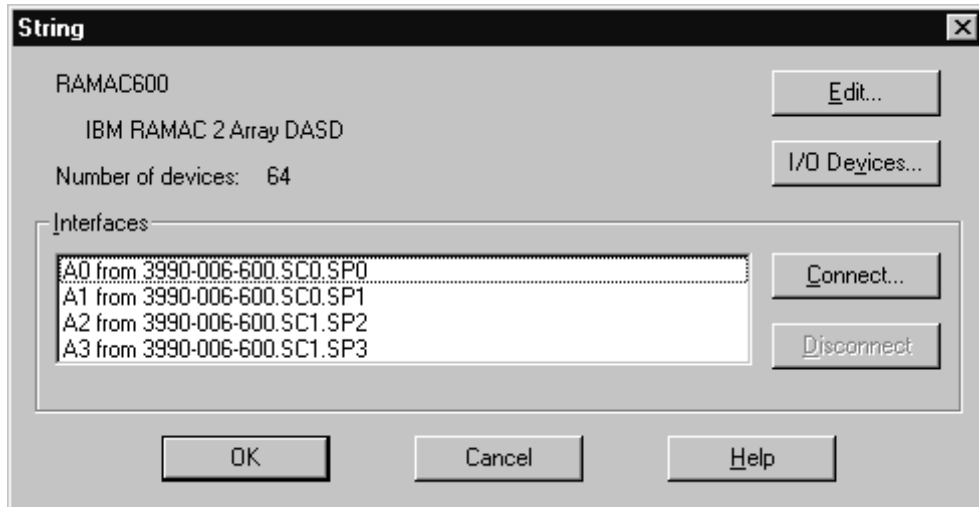 String
RAMAC600
Edit...
IBM RAMAC 2 Array DASD
Number of devices: 64
I/O Devices...
Interfaces
A0 from 3990-006-600.SC0.SP0
A1 from 3990-006-600.SC0.SP1
A2 from 3990-006-600.SC1.SP2
A3 from 3990-006-600.SC1.SP3
Connect...
Disconnect
OK Cancel Help